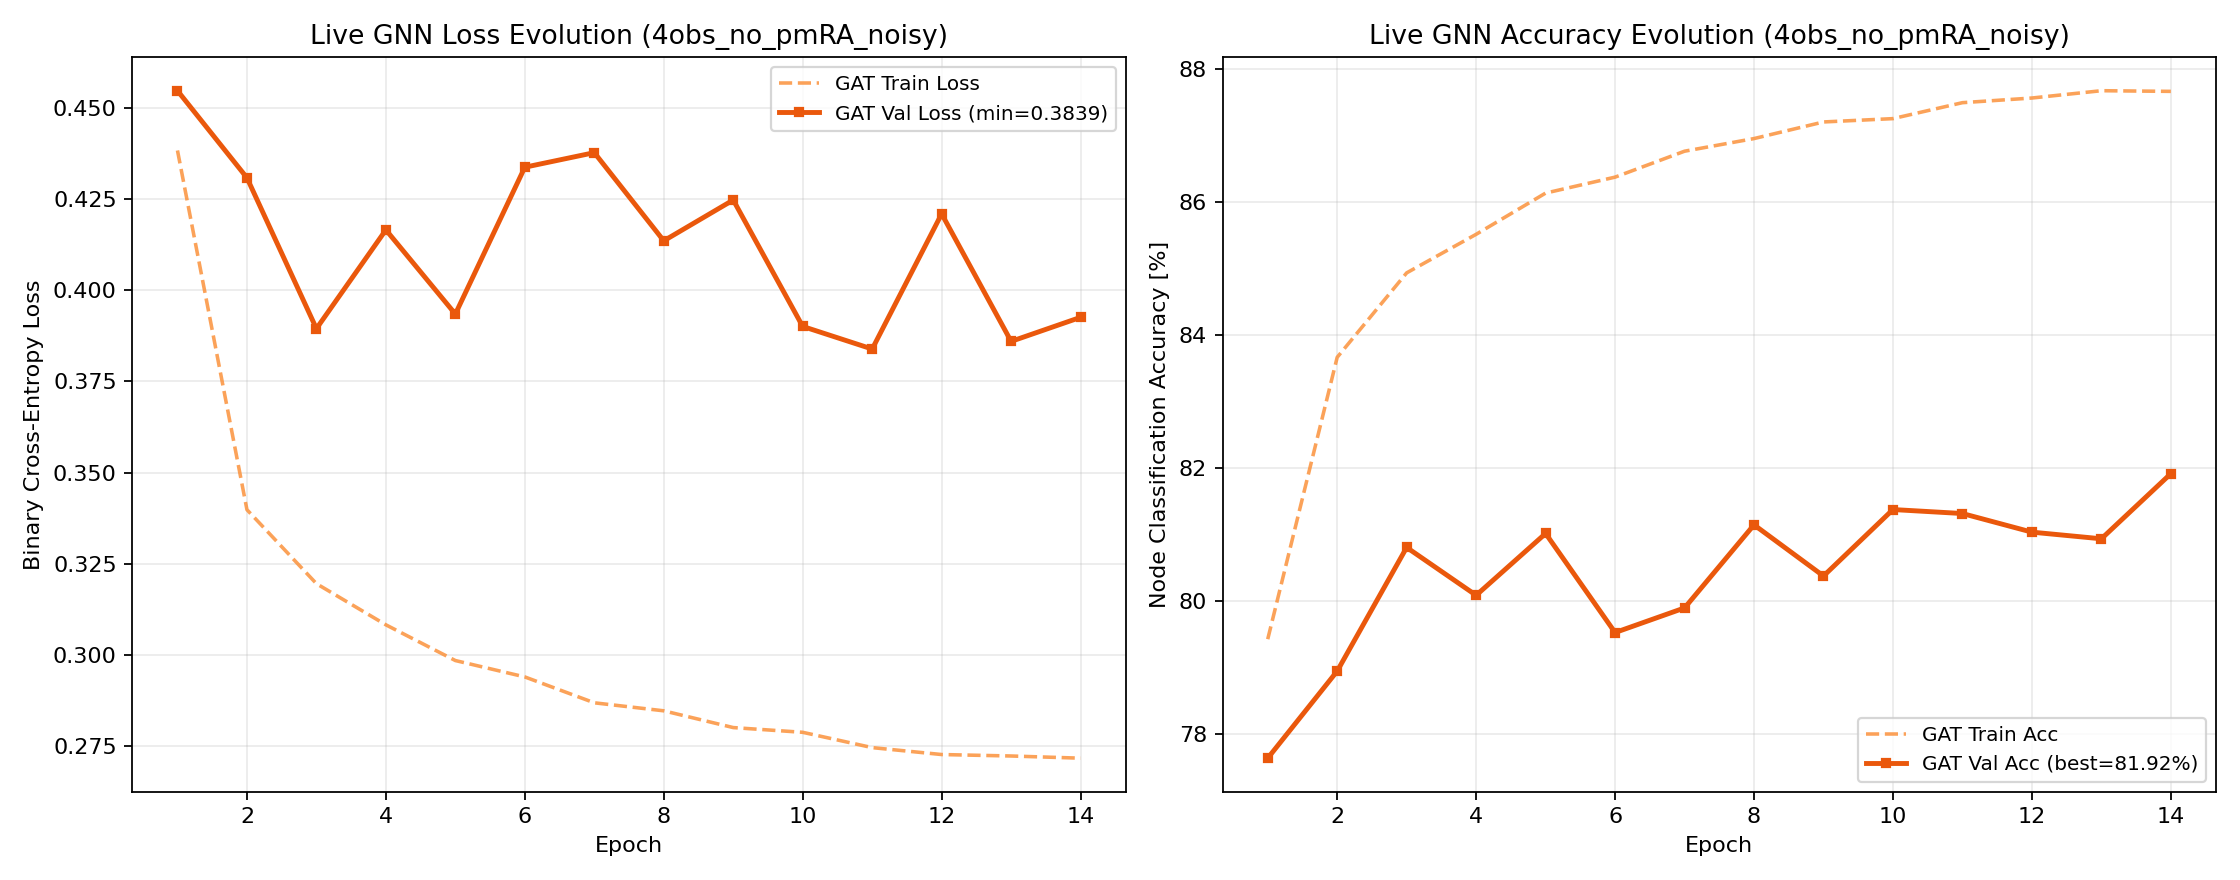 Live GNN Loss Evolution (4obs_no_pmRA_noisy)
GAT Train Loss
GAT Val Loss (min=0.3839)
0.450
0.425
0.400
0.375
0.350
0.325
0.300
0.275
Binary Cross-Entropy Loss
2 4 6 8 10 12 14
Epoch
Live GNN Accuracy Evolution (4obs_no_pmRA_noisy)
88
86
84
82
80
78
Node Classification Accuracy [%]
GAT Train Acc
GAT Val Acc (best=81.92%)
2 4 6 8 10 12 14
Epoch